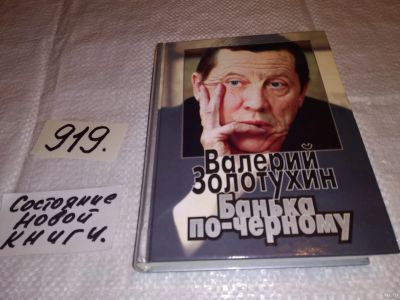 919.
Состояние
новой
книги.
Валерий
Золотухин
Банька
по-черному